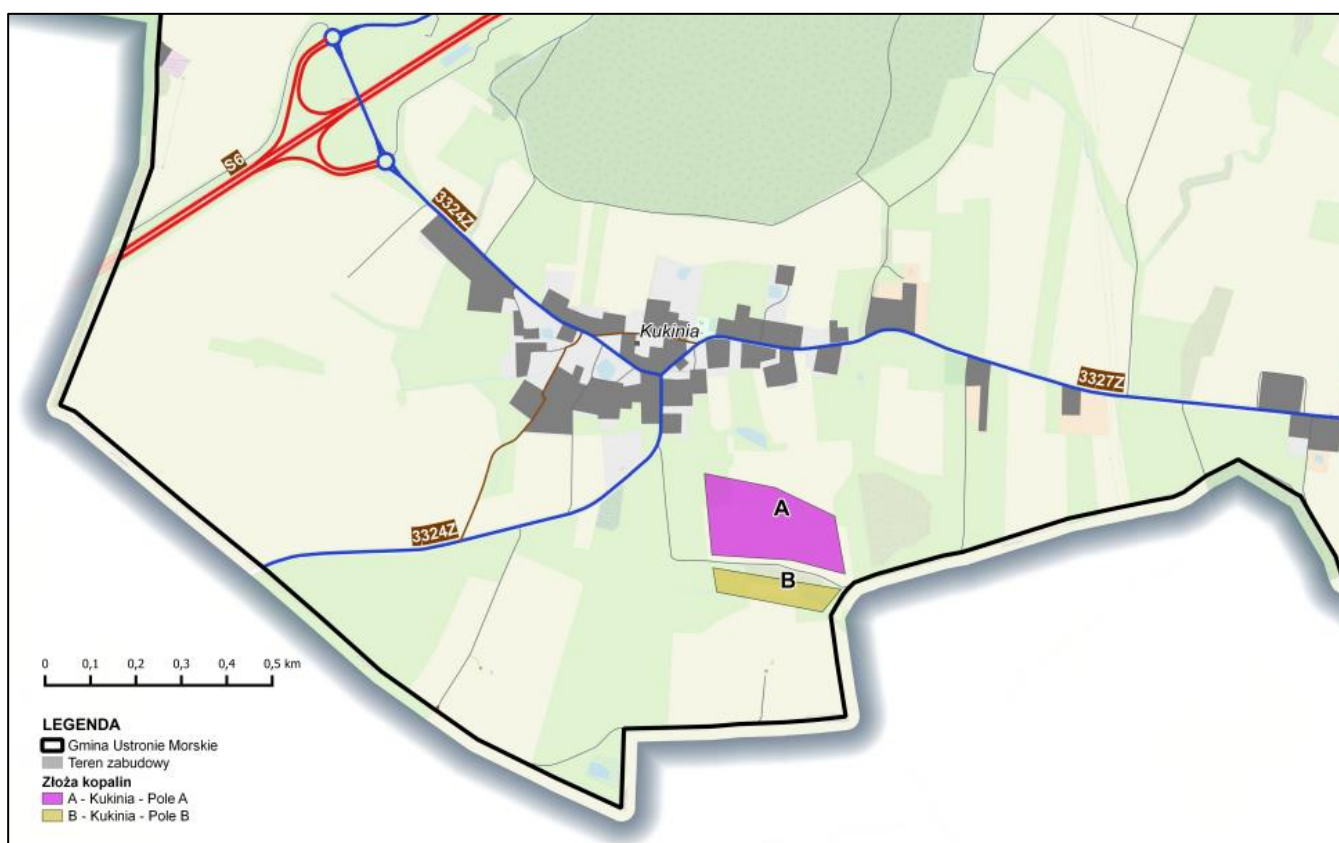 S6
3324Z
Kukinia
3327Z
3324Z
A
B
0 0,1 0,2 0,3 0,4 0,5 km
LEGENDA
Gmina Ustronie Morskie
Teren zabudowy
Złoża kopalin
A - Kukinia - Pole A
B - Kukinia - Pole B